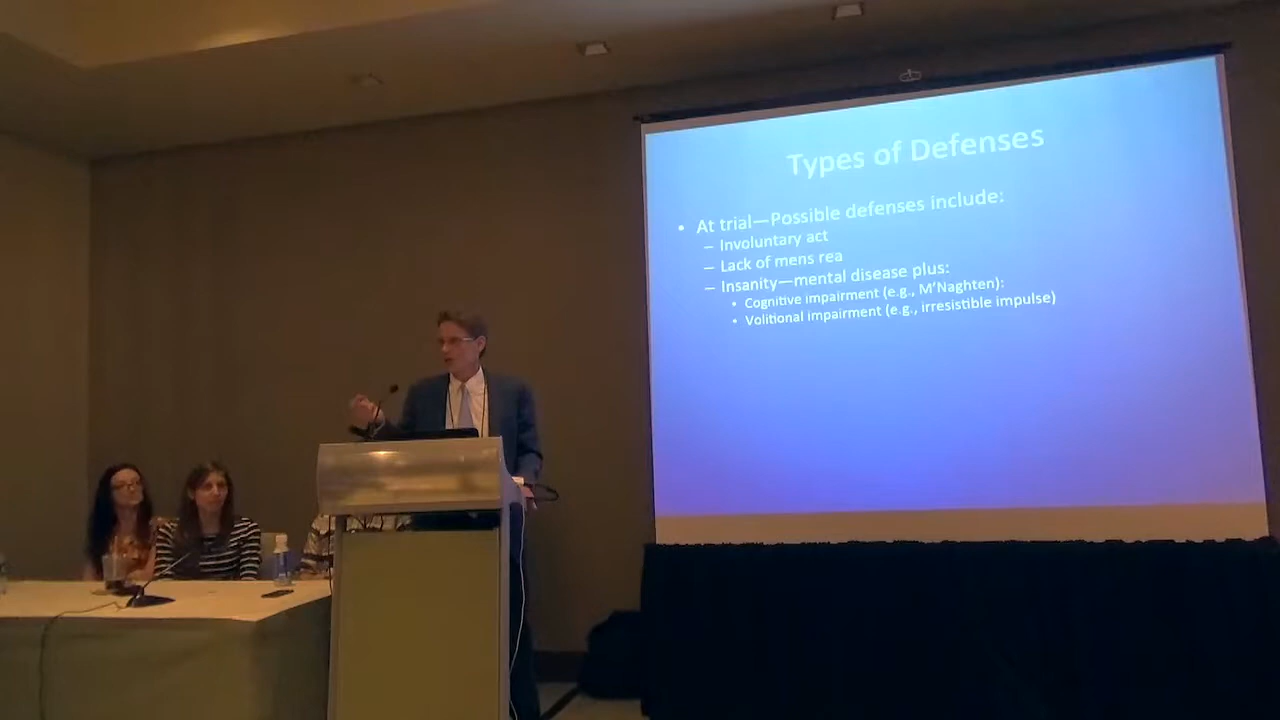 Types of Defenses
• At trial—Possible defenses include:
– Involuntary act
– Lack of mens rea
– Insanity—mental disease plus:
• Cognitive impairment (e.g., M'Naghten):
• Volitional impairment (e.g., irresistible impulse)